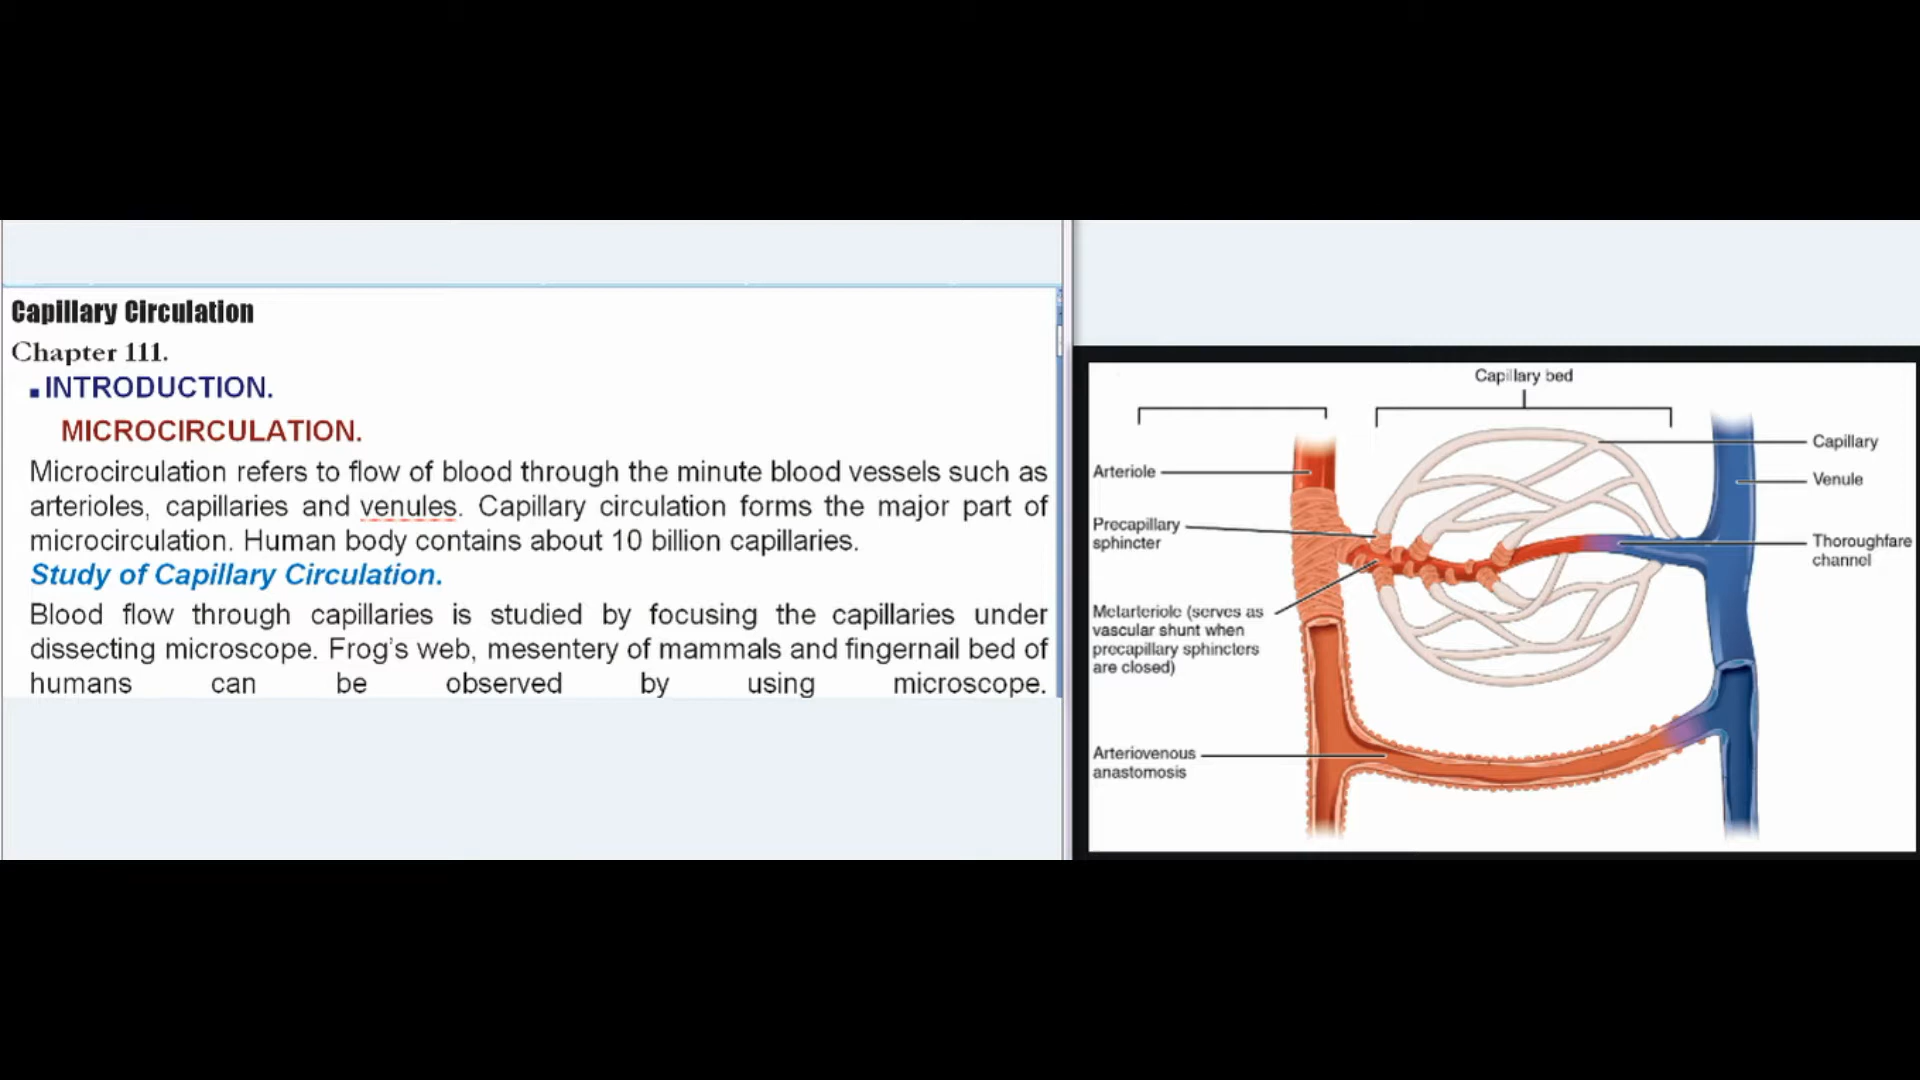 Capillary Circulation
Chapter 111.
▪INTRODUCTION.
MICROCIRCULATION.
Microcirculation refers to flow of blood through the minute blood vessels such as
arterioles, capillaries and venules. Capillary circulation forms the major part of
microcirculation. Human body contains about 10 billion capillaries.
Study of Capillary Circulation.
Blood flow through capillaries is studied by focusing the capillaries under
dissecting microscope. Frog's web, mesentery of mammals and fingernail bed of
humans can be observed by using microscope.
Capillary bed
Capillary
Arteriole
Venule
Precapillary
sphincter
Thoroughfare
channel
Metarteriole (serves as
vascular shunt when
precapillary sphincters
are closed)
Arteriovenous
anastomosis